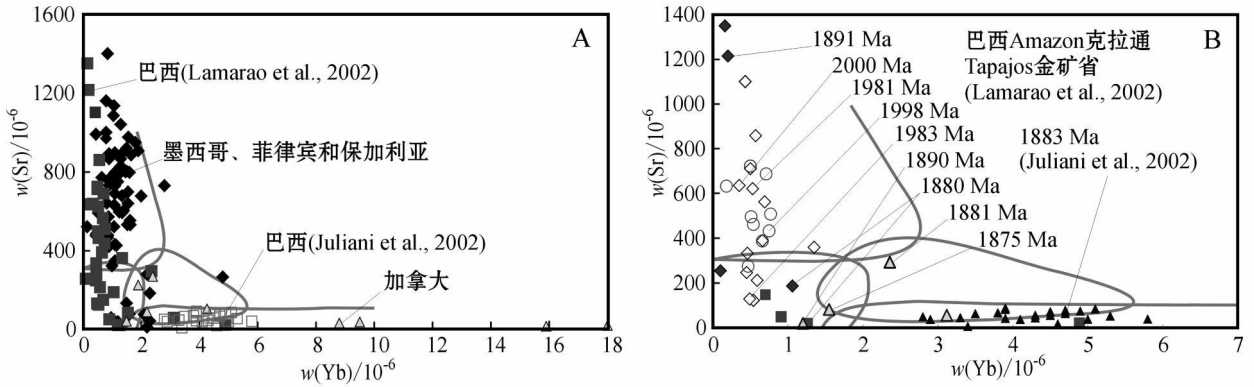 A
1600
1200
800
400
0
0
2
4
6
8
10
12
14
16
18
w(Sr)/10⁻⁶
w(Yb)/10⁻⁶
巴西(Lamarao et al., 2002)
墨西哥、菲律宾和保加利亚
巴西(Juliani et al., 2002)
加拿大
B
1400
1200
1000
800
600
400
200
0
0
1
2
3
4
5
6
7
w(Sr)/10⁻⁶
w(Yb)/10⁻⁶
巴西Amazon克拉通
Tapajos金矿省
(Lamarao et al., 2002)
1891 Ma
2000 Ma
1981 Ma
1998 Ma
1983 Ma
1890 Ma
1880 Ma
1881 Ma
1875 Ma
1883 Ma
(Juliani et al., 2002)